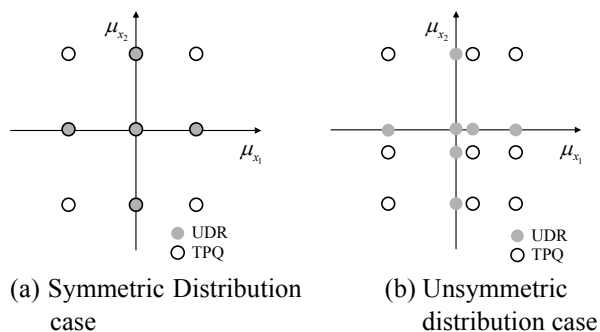 μx₂
μx₁
UDR
TPQ
(a) Symmetric Distribution
case
μx₂
μx₁
UDR
TPQ
(b) Unsymmetric
distribution case